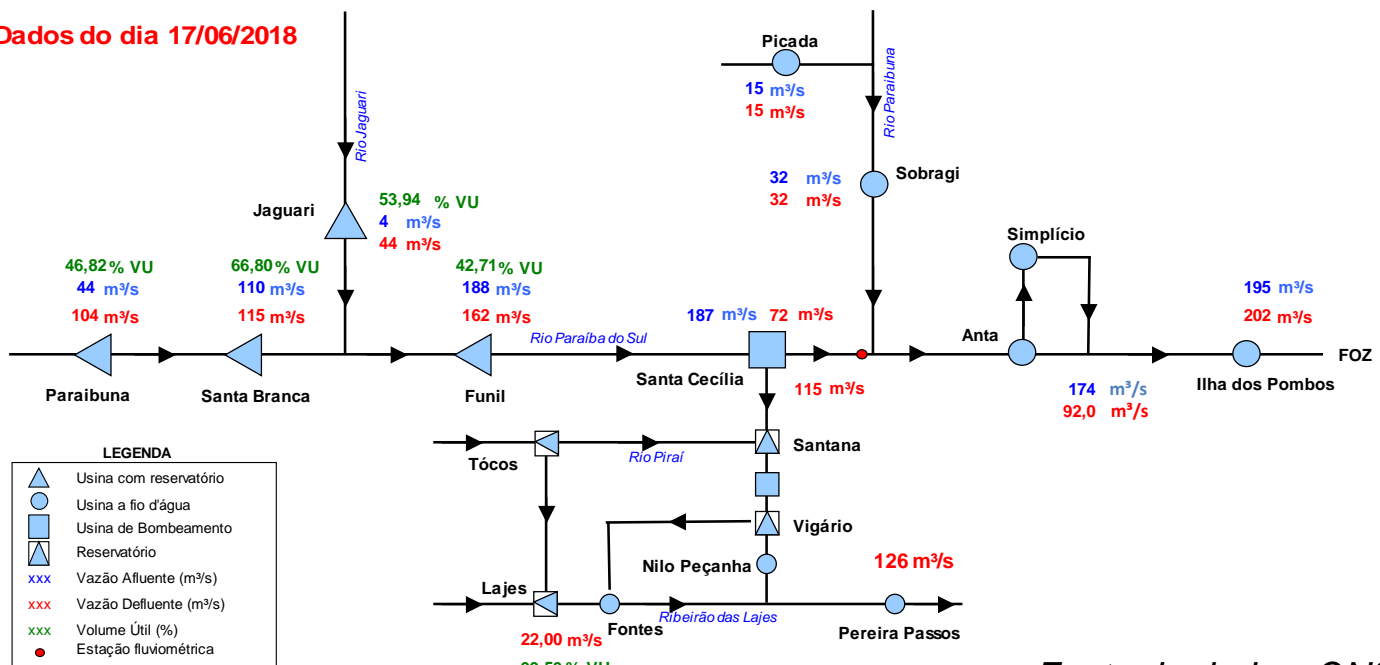 Dados do dia 17/06/2018
Picada
15 m³/s
15 m³/s
Rio Paraibuna
Rio Jaguari
Jaguari
53,94 % VU
4 m³/s
44 m³/s
32 m³/s
32 m³/s
Sobragi
Simplício
46,82 % VU
44 m³/s
104 m³/s
66,80 % VU
110 m³/s
115 m³/s
42,71 % VU
188 m³/s
162 m³/s
Rio Paraíba do Sul
187 m³/s 72 m³/s
Anta
195 m³/s
202 m³/s
FOZ
Paraibuna
Santa Branca
Funil
Santa Cecília
115 m³/s
174 m³/s
92,0 m³/s
Ilha dos Pombos
Tócos
Rio Piraí
Santana
Vigário
Nilo Peçanha
126 m³/s
Lajes
Fontes
Ribeirão das Lajes
Pereira Passos
22,00 m³/s
LEGENDA
Usina com reservatório
Usina a fio d'água
Usina de Bombeamento
Reservatório
xxx Vazão Afluente (m³/s)
xxx Vazão Defluente (m³/s)
xxx Volume Útil (%)
Estação fluviométrica